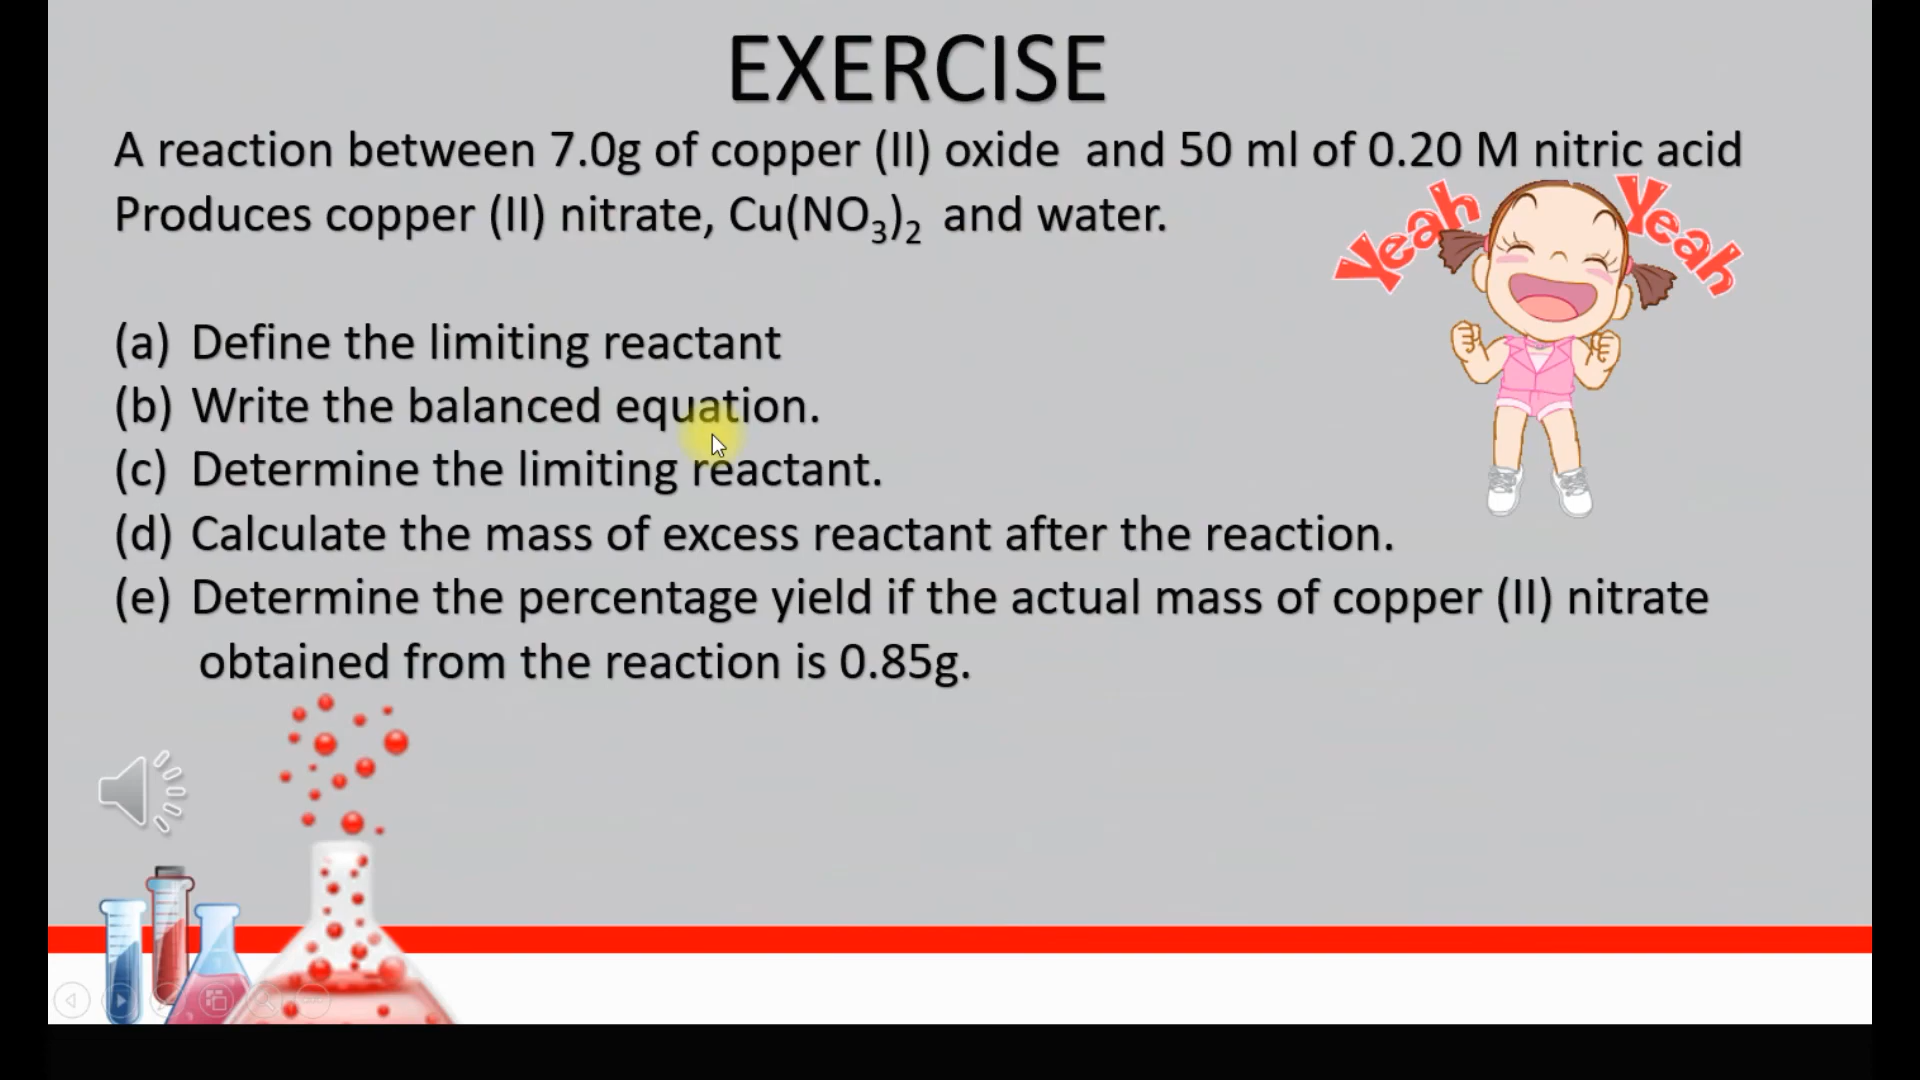 EXERCISE
A reaction between 7.0g of copper (II) oxide and 50 ml of 0.20 M nitric acid
Produces copper (II) nitrate, Cu(NO₃)₂ and water.
Yeah Yeah
(a) Define the limiting reactant
(b) Write the balanced equation.
(c) Determine the limiting reactant.
(d) Calculate the mass of excess reactant after the reaction.
(e) Determine the percentage yield if the actual mass of copper (II) nitrate
obtained from the reaction is 0.85g.